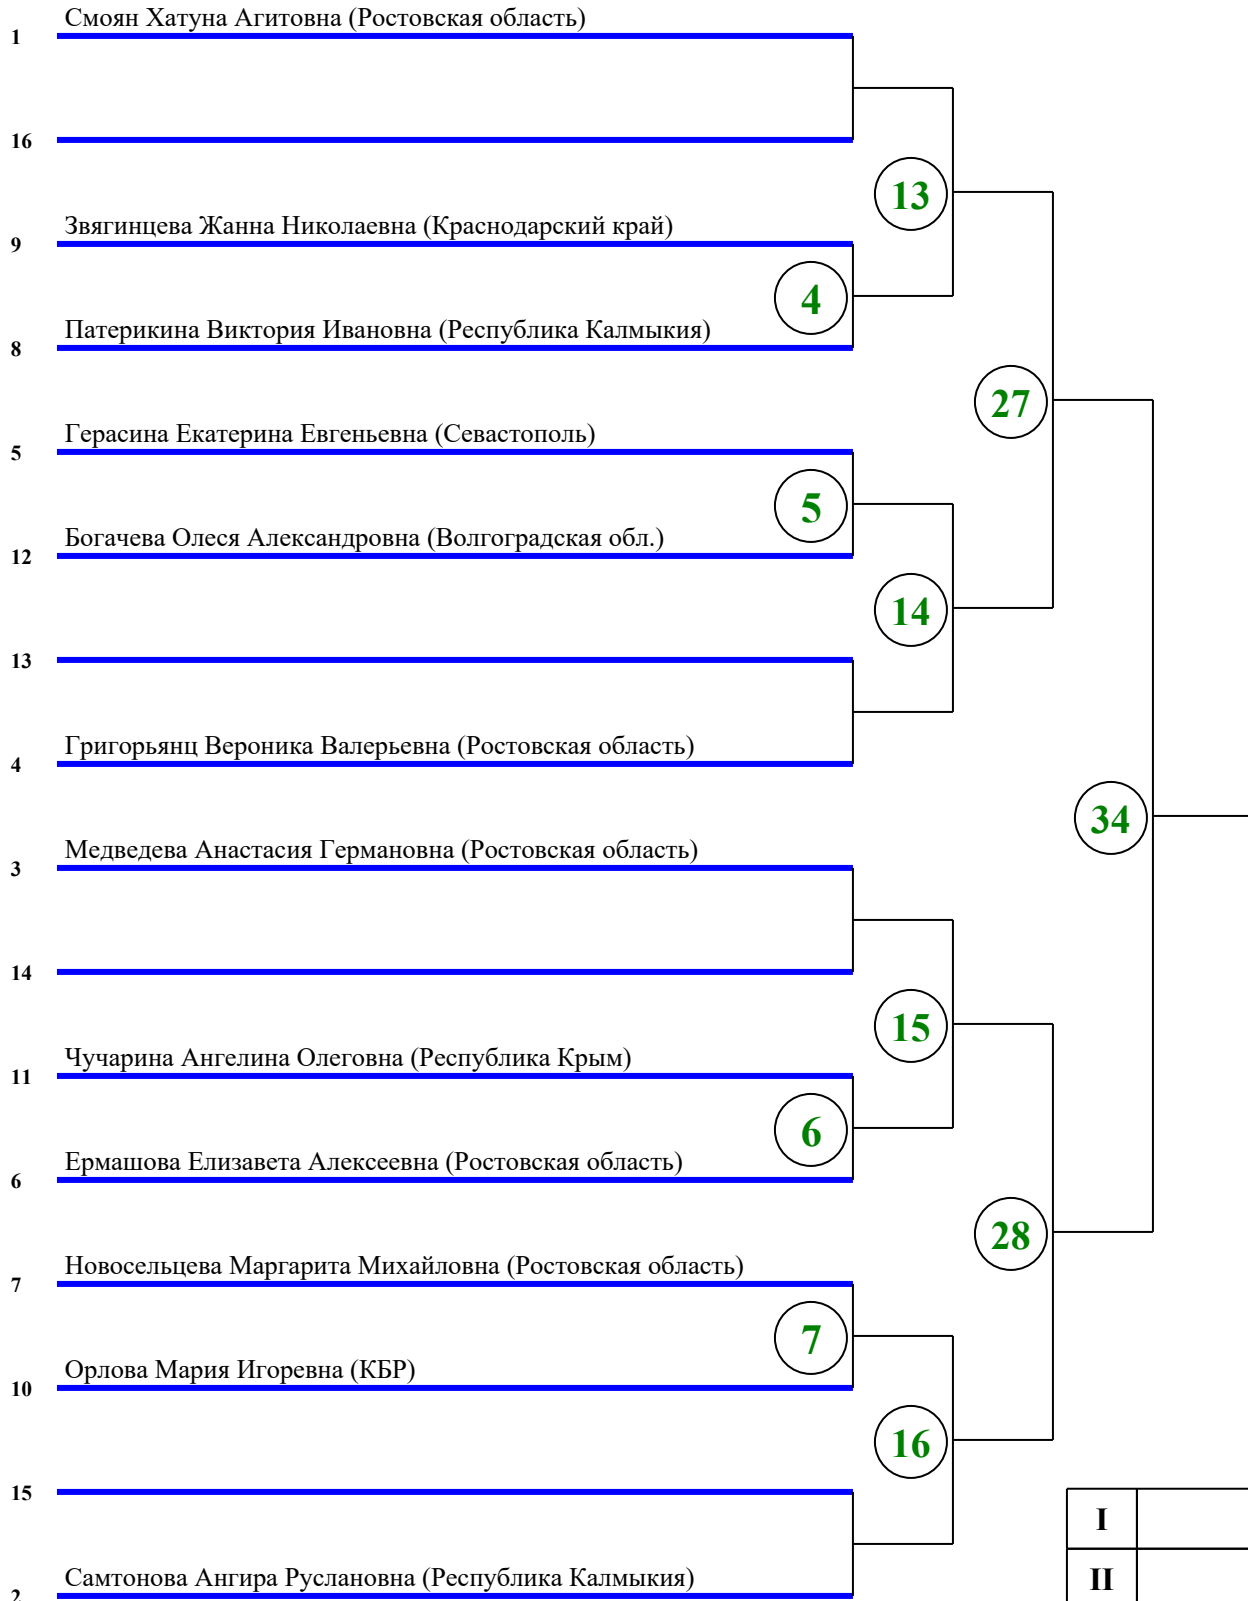 Смоян Хатуна Агитовна (Ростовская область)
1
16
13
Звягинцева Жанна Николаевна (Краснодарский край)
9
4
Патерикина Виктория Ивановна (Республика Калмыкия)
8
27
Герасина Екатерина Евгеньевна (Севастополь)
5
5
Богачева Олеся Александровна (Волгоградская обл.)
12
14
13
Григорьянц Вероника Валерьевна (Ростовская область)
4
34
Медведева Анастасия Германовна (Ростовская область)
3
14
15
Чучарина Ангелина Олеговна (Республика Крым)
11
6
Ермашова Елизавета Алексеевна (Ростовская область)
6
28
Новосельцева Маргарита Михайловна (Ростовская область)
7
7
Орлова Мария Игоревна (КБР)
10
16
15
I
Самтонова Ангира Руслановна (Республика Калмыкия)
II
2